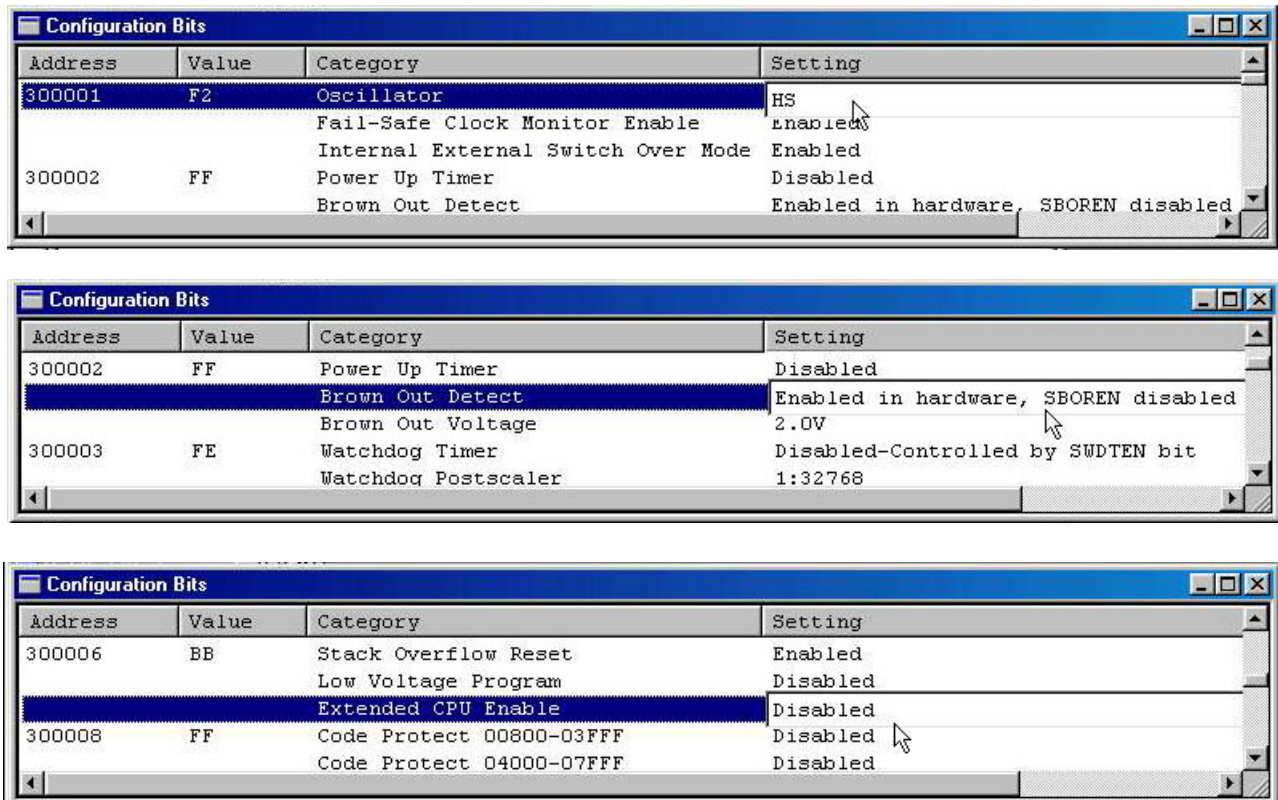 Configuration Bits
Address Value Category Setting
300001 F2 Oscillator HS
Fail-Safe Clock Monitor Enable Enabled
Internal External Switch Over Mode Enabled
300002 FF Power Up Timer Disabled
Brown Out Detect Enabled in hardware, SBOREN disabled
Configuration Bits
Address Value Category Setting
300002 FF Power Up Timer Disabled
Brown Out Detect Enabled in hardware, SBOREN disabled
Brown Out Voltage 2.0V
300003 FE Watchdog Timer Disabled-Controlled by SWDTEN bit
Watchdog Postscaler 1:32768
Configuration Bits
Address Value Category Setting
300006 BB Stack Overflow Reset Enabled
Low Voltage Program Disabled
Extended CPU Enable Disabled
300008 FF Code Protect 00800-03FFF Disabled
Code Protect 04000-07FFF Disabled